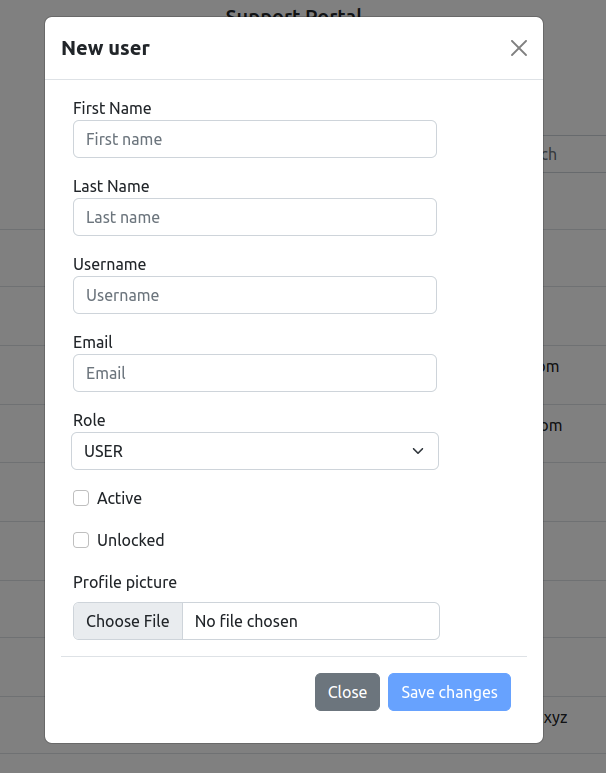 Support Portal
New user
First Name
First name
ch
Last Name
Last name
Username
Username
Email
om
Email
Role
om
USER
Active
Unlocked
Profile picture
Choose File No file chosen
Close Save changes
xyz